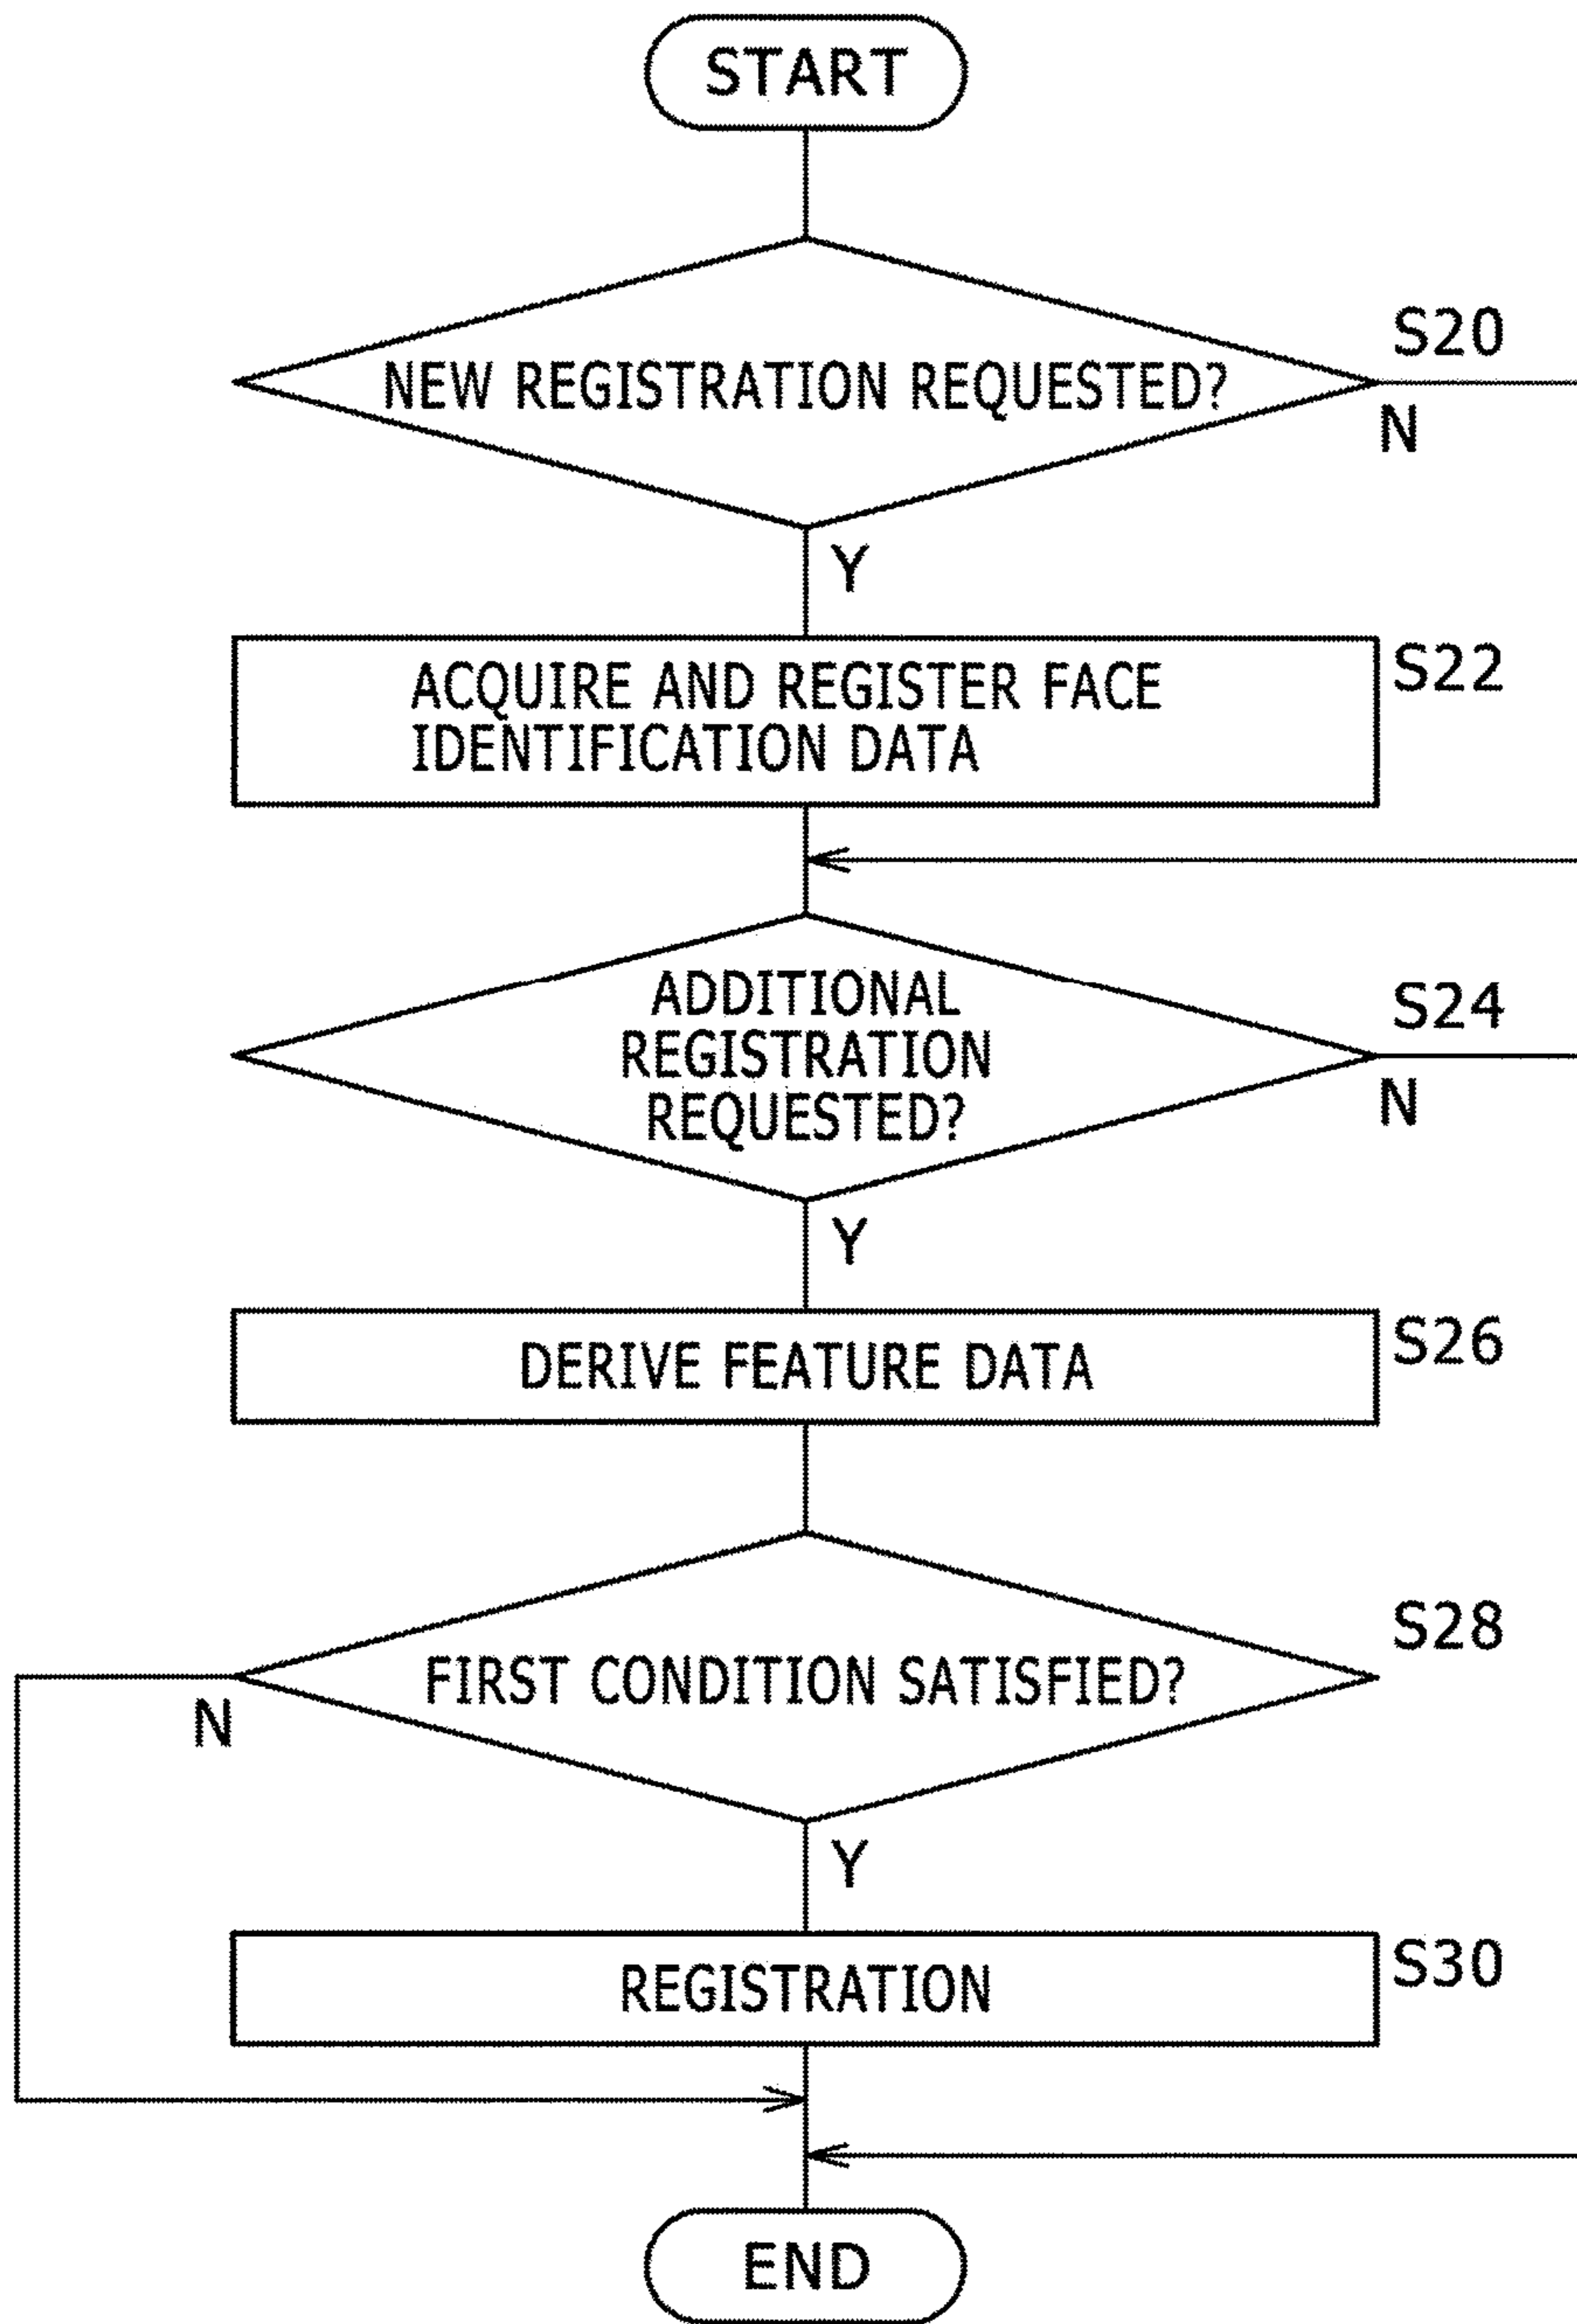 START
S20
NEW REGISTRATION REQUESTED?
N
Y
S22
ACQUIRE AND REGISTER FACE
IDENTIFICATION DATA
S24
ADDITIONAL
REGISTRATION
REQUESTED?
N
Y
S26
DERIVE FEATURE DATA
S28
FIRST CONDITION SATISFIED?
N
Y
S30
REGISTRATION
END